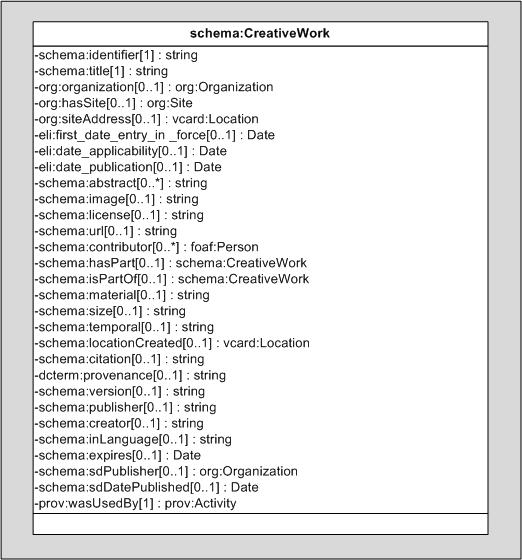 schema:CreativeWork
-schema:identifier[1] : string
-schema:title[1] : string
-org:organization[0..1] : org:Organization
-org:hasSite[0..1] : org:Site
-org:siteAddress[0..1] : vcard:Location
-eli:first_date_entry_in _force[0..1] : Date
-eli:date_applicability[0..1] : Date
-eli:date_publication[0..1] : Date
-schema:abstract[0..*] : string
-schema:image[0..1] : string
-schema:license[0..1] : string
-schema:url[0..1] : string
-schema:contributor[0..*] : foaf:Person
-schema:hasPart[0..1] : schema:CreativeWork
-schema:isPartOf[0..1] : schema:CreativeWork
-schema:material[0..1] : string
-schema:size[0..1] : string
-schema:temporal[0..1] : string
-schema:locationCreated[0..1] : vcard:Location
-schema:citation[0..1] : string
-dcterm:provenance[0..1] : string
-schema:version[0..1] : string
-schema:publisher[0..1] : string
-schema:creator[0..1] : string
-schema:inLanguage[0..1] : string
-schema:expires[0..1] : Date
-schema:sdPublisher[0..1] : org:Organization
-schema:sdDatePublished[0..1] : Date
-prov:wasUsedBy[1] : prov:Activity